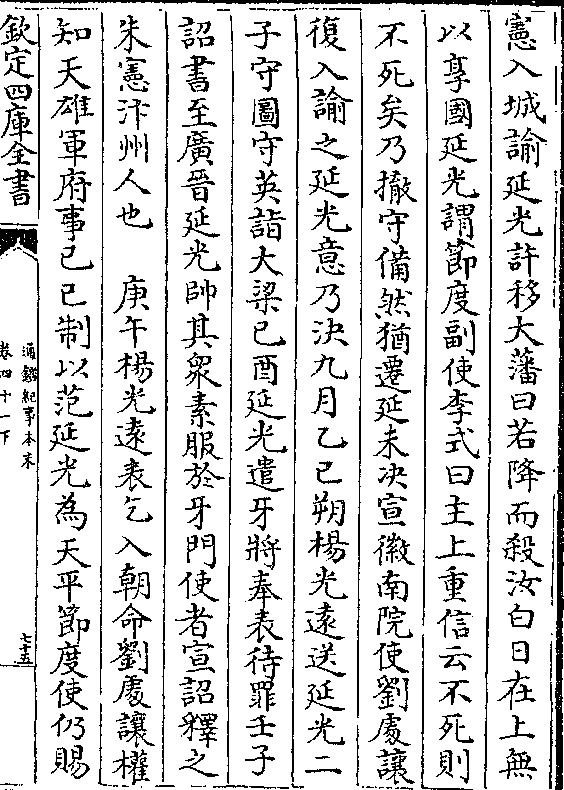 憲入城諭延光許移大藩曰若降而殺汝白日在上無
以享國延光謂節度副使李式曰主上重信云不死則
不死矣乃撤守備然猶遷延未決宣徽南院使劉處讓
復入諭之延光意乃決九月乙巳朔楊光遠送延光二
子守圖守英詣大梁己酉延光遣牙將奉表待罪壬子
詔書至廣晉延光帥其衆素服於牙門使者宣詔釋之
朱憲汴州人也　庚午楊光遠表乞入朝命劉處讓權
知天雄軍府事己巳制以范延光為天平節度使仍賜
欽定四庫全書
通鑑紀事本末
卷四十一下
七十五